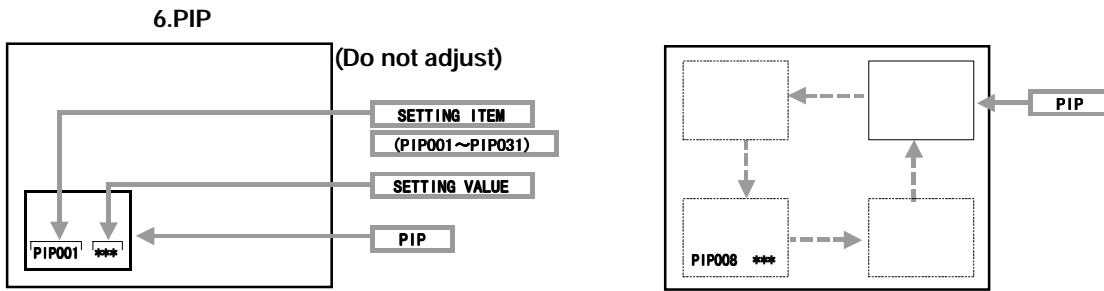 6.PIP
(Do not adjust)
SETTING ITEM
(PIP001～PIP031)
SETTING VALUE
PIP
PIP001 ***
PIP
PIP008 ***